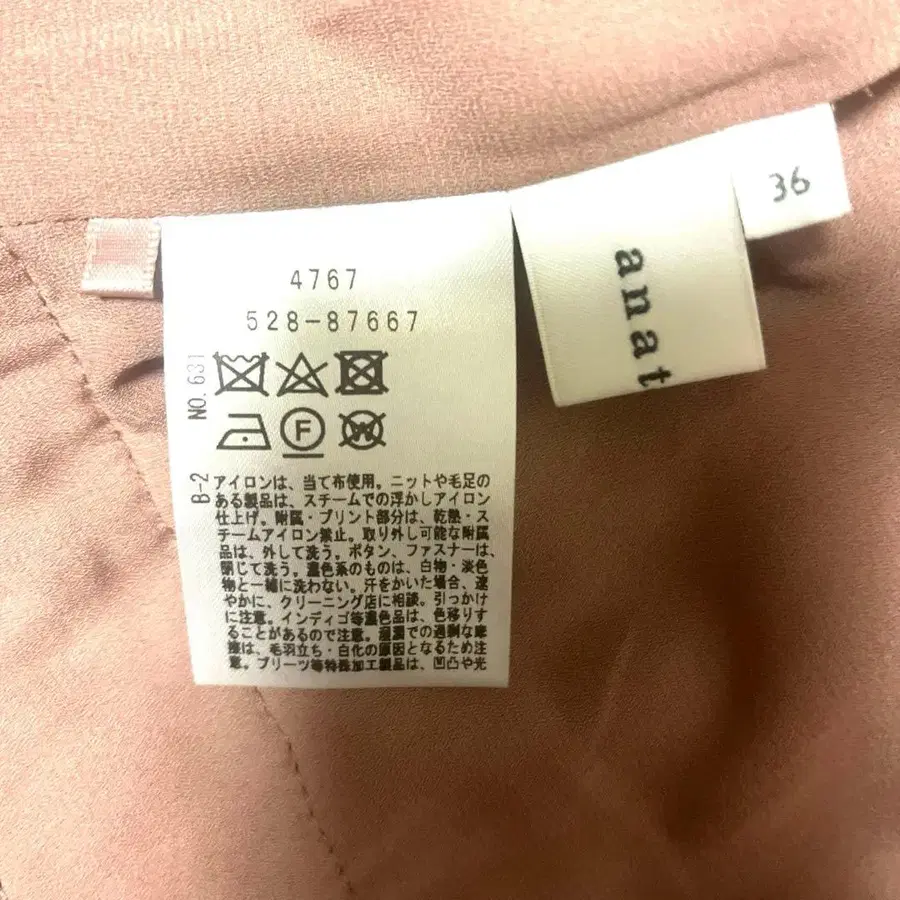 36
anat
4767
528-87667
NO.631
F
W
B-2
アイロンは、当て布使用。ニットや毛足の
ある製品は、スチームでの浮かしアイロン
仕上げ。附属・プリント部分は、乾熱・ス
チームアイロン禁止。取り外し可能な附属
品は、外して洗う。ボタン、ファスナーは、
閉じて洗う。濃色系のものは、白物・淡色
物と一緒に洗わない。汗をかいた場合、速
やかに、クリーニング店に相談。引っかけ
に注意。インディゴ等濃色品は、色移りす
ることがあるので注意。湿潤での過剰な摩
擦は、毛羽立ち・白化の原因となるため注
意。プリーツ等特殊加工製品は、凹凸や光